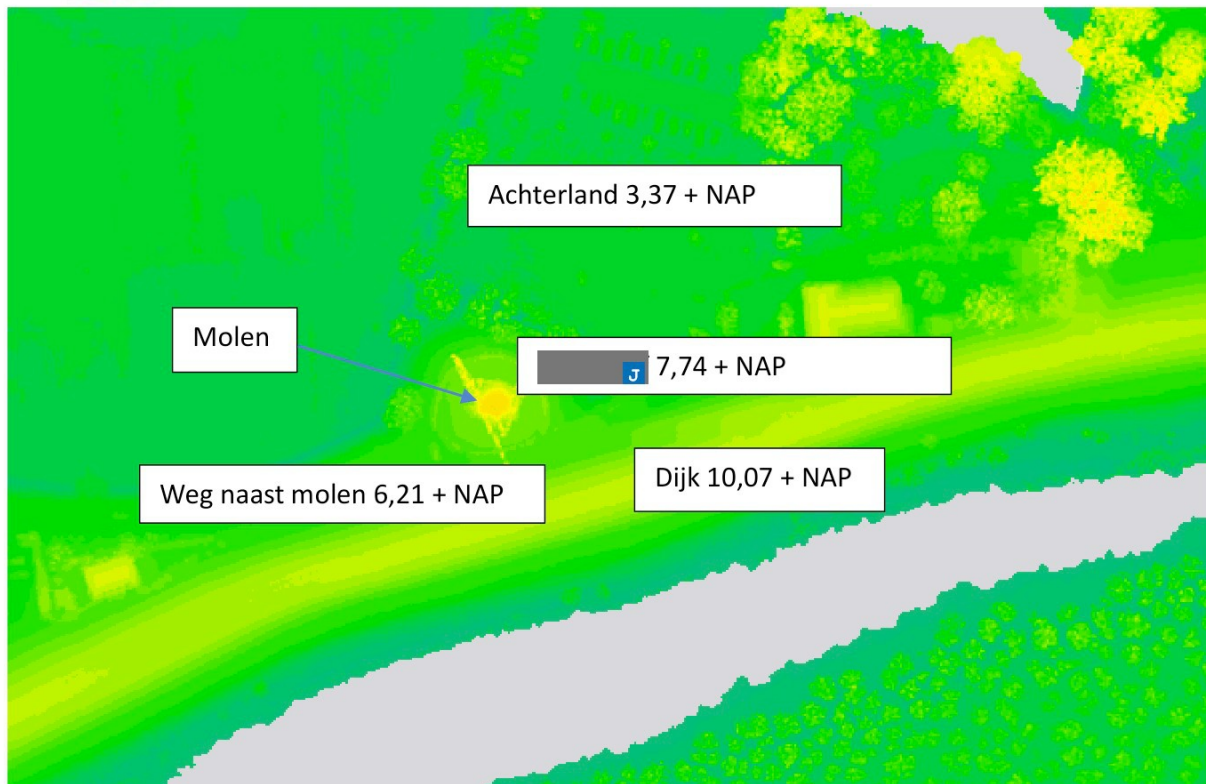 Achterland 3,37 + NAP
Molen
J 7,74 + NAP
Weg naast molen 6,21 + NAP
Dijk 10,07 + NAP